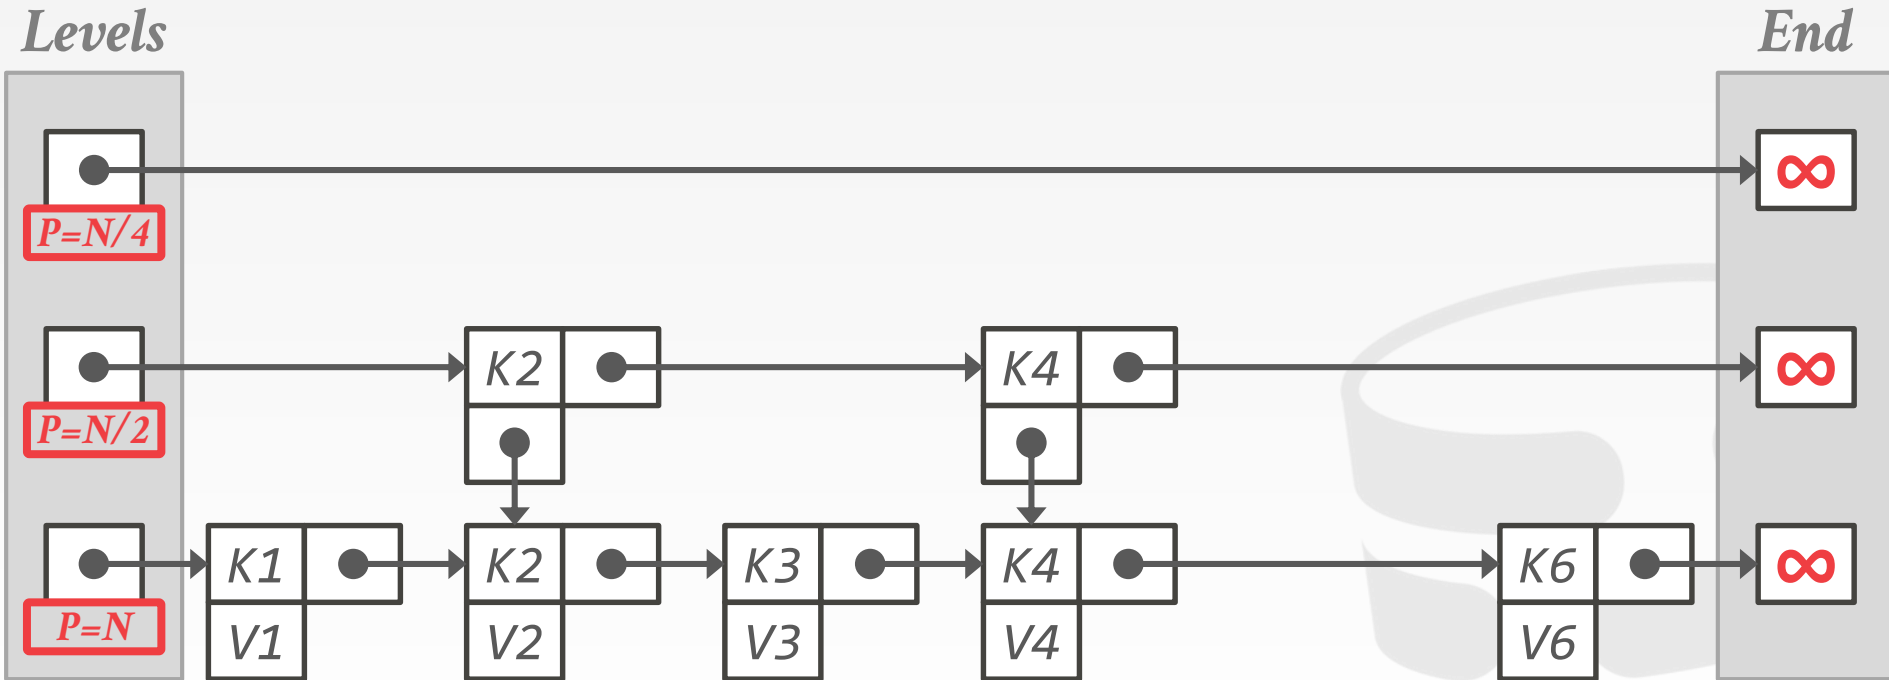 Levels End
∞
P=N/4
K2 K4 ∞
P=N/2
K1 K2 K3 K4 K6 ∞
P=N
V1 V2 V3 V4 V6